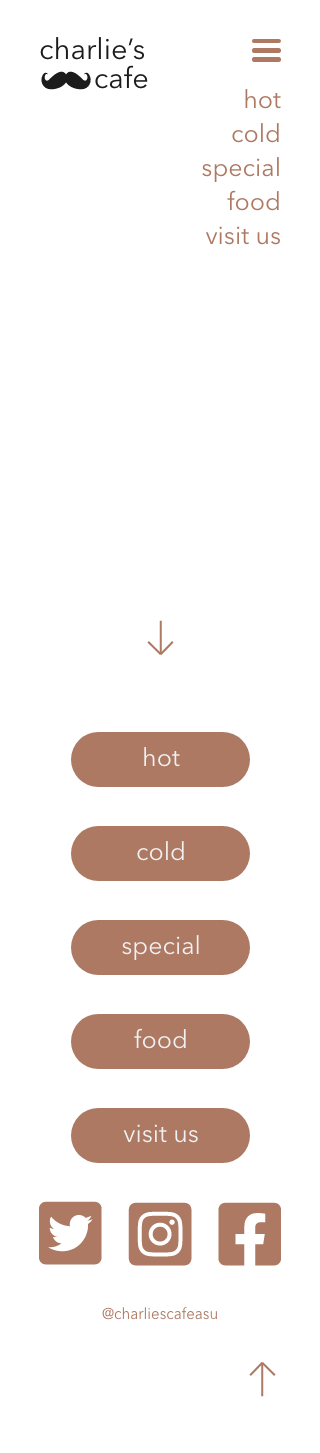 charlie’s
cafe
hot
cold
special
food
visit us
hot
cold
special
food
visit us
@charliescafeasu